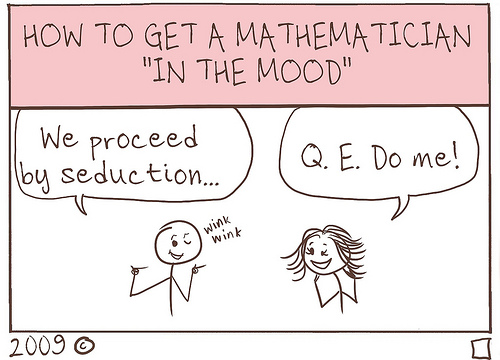 HOW TO GET A MATHEMATICIAN
"IN THE MOOD"
We proceed
by seduction...
Q. E. Do me!
wink
wink
2009 ©